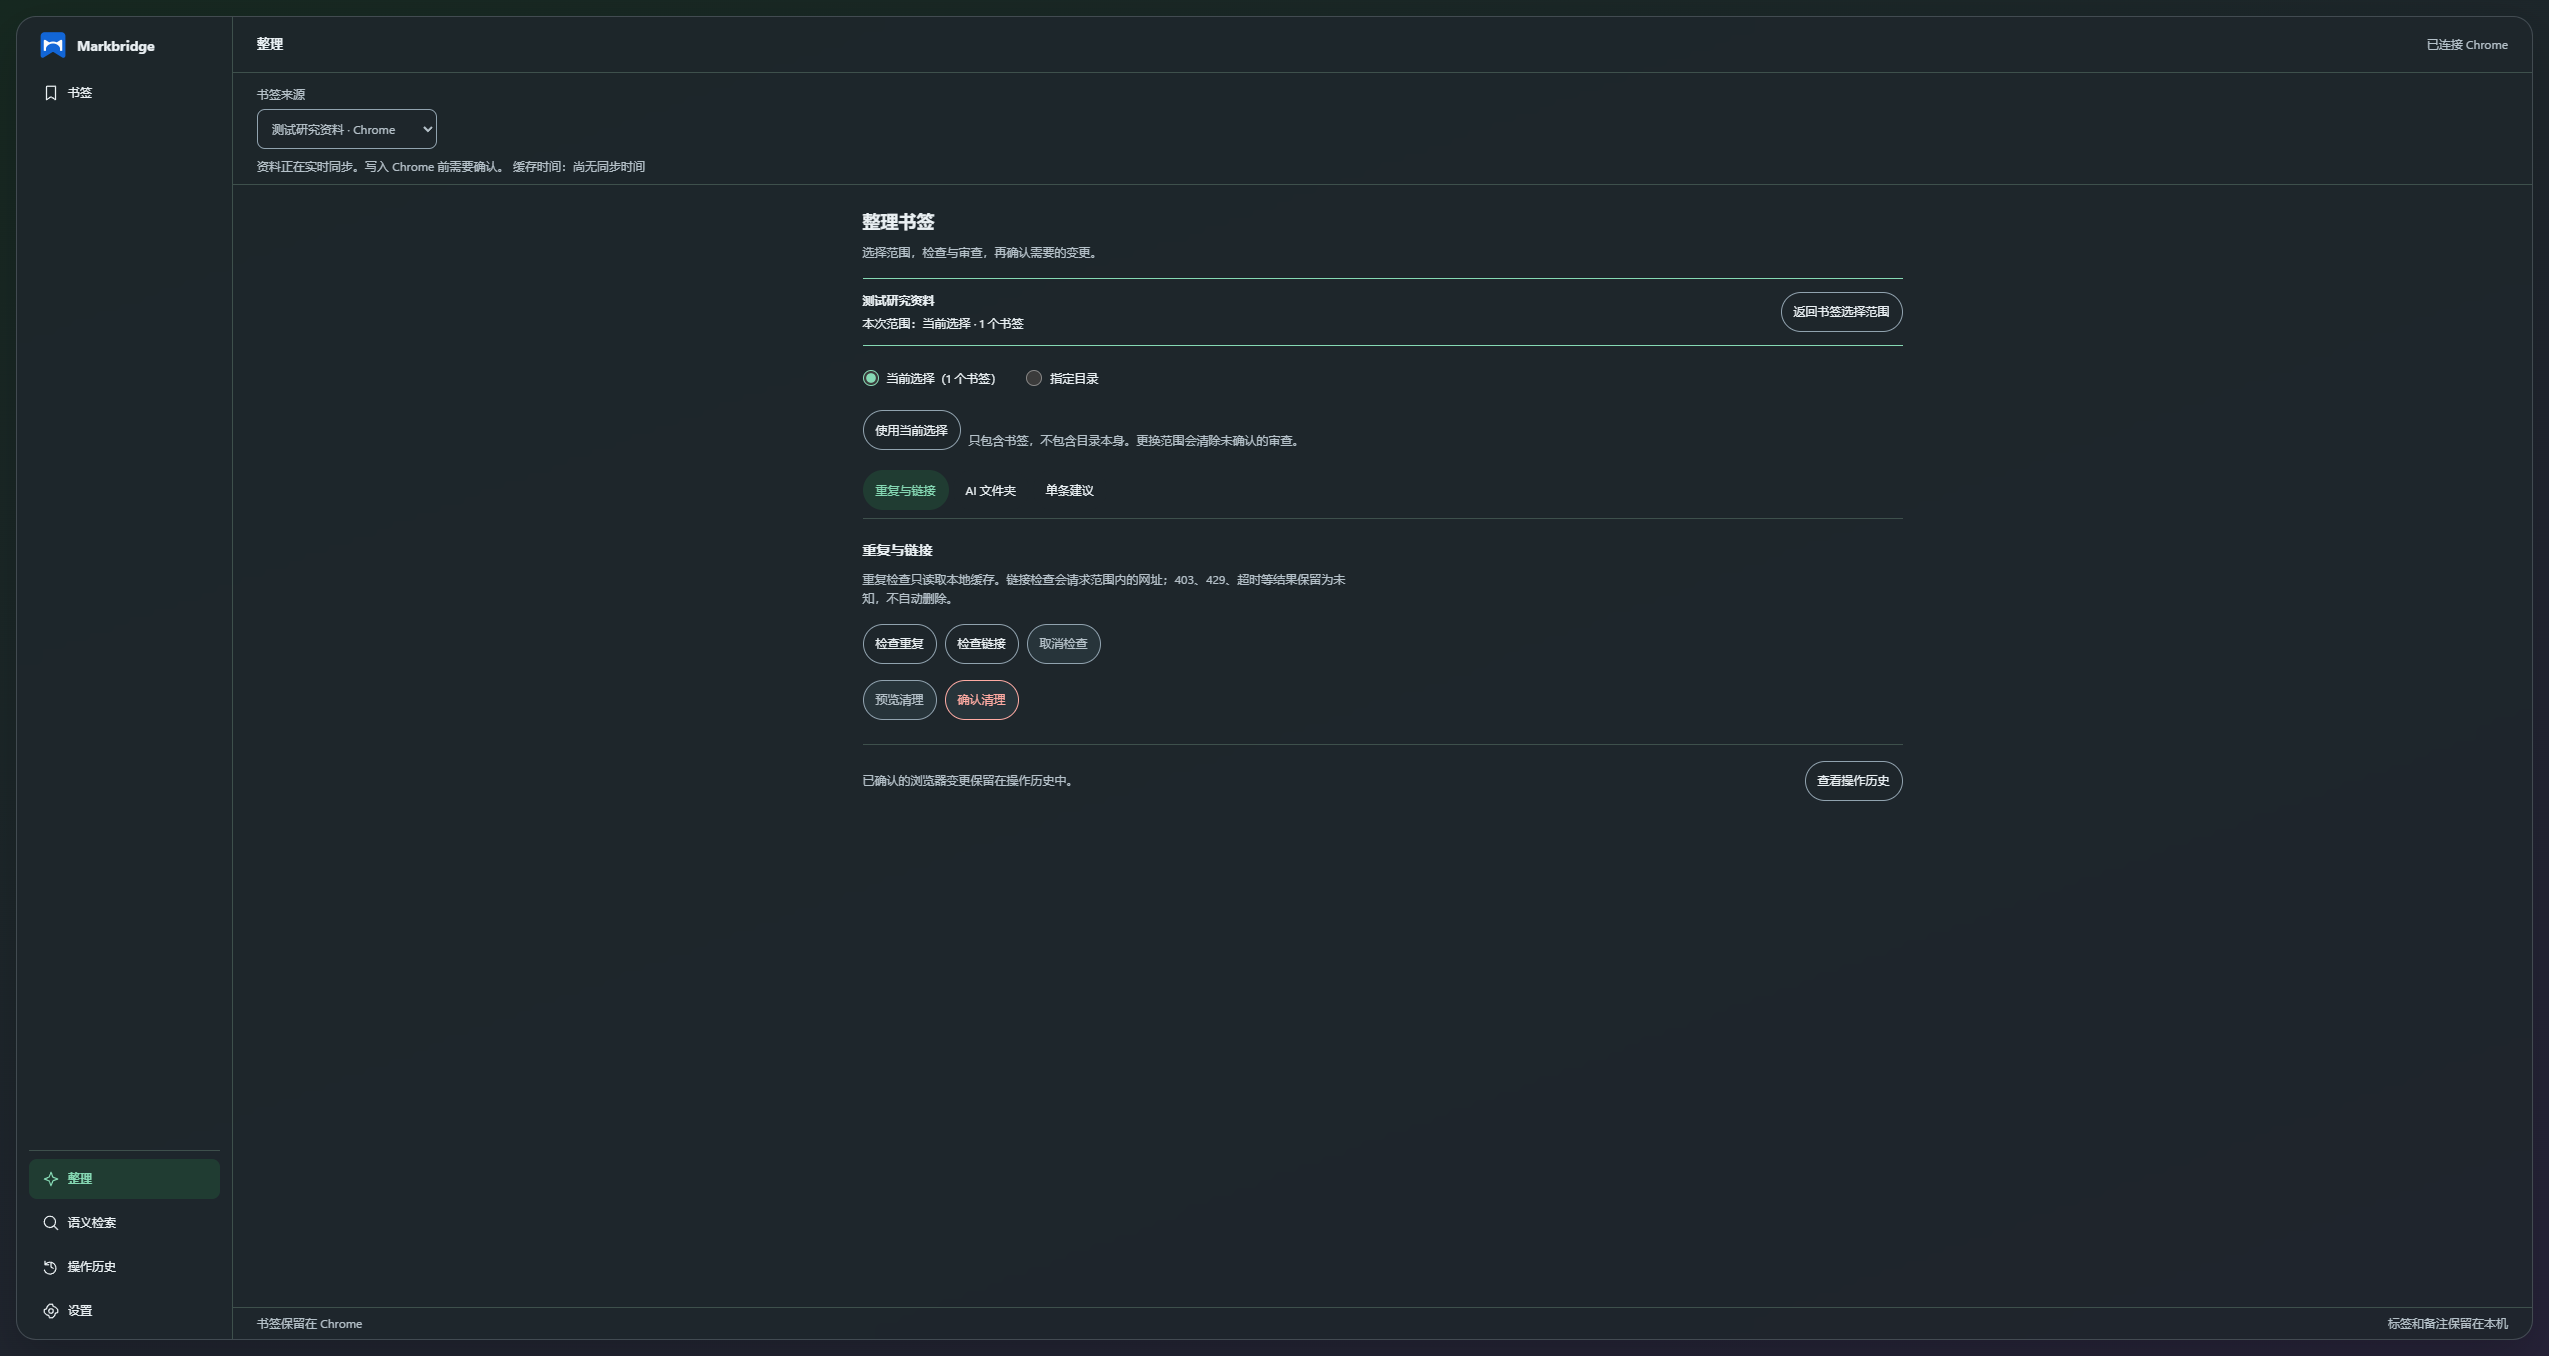 Markbridge
整理
已连接 Chrome
书签
书签来源
测试研究资料 · Chrome
资料正在实时同步。写入 Chrome 前需要确认。 缓存时间：尚无同步时间
整理书签
选择范围，检查与审查，再确认需要的变更。
测试研究资料
本次范围：当前选择 · 1 个书签
返回书签选择范围
当前选择（1 个书签）
指定目录
使用当前选择
只包含书签，不包含目录本身。更换范围会清除未确认的审查。
重复与链接
AI 文件夹
单条建议
重复与链接
重复检查只读取本地缓存。链接检查会请求范围内的网址；403、429、超时等结果保留为未
知，不自动删除。
检查重复
检查链接
取消检查
预览清理
确认清理
已确认的浏览器变更保留在操作历史中。
查看操作历史
整理
语义检索
操作历史
设置
书签保留在 Chrome
标签和备注保留在本机